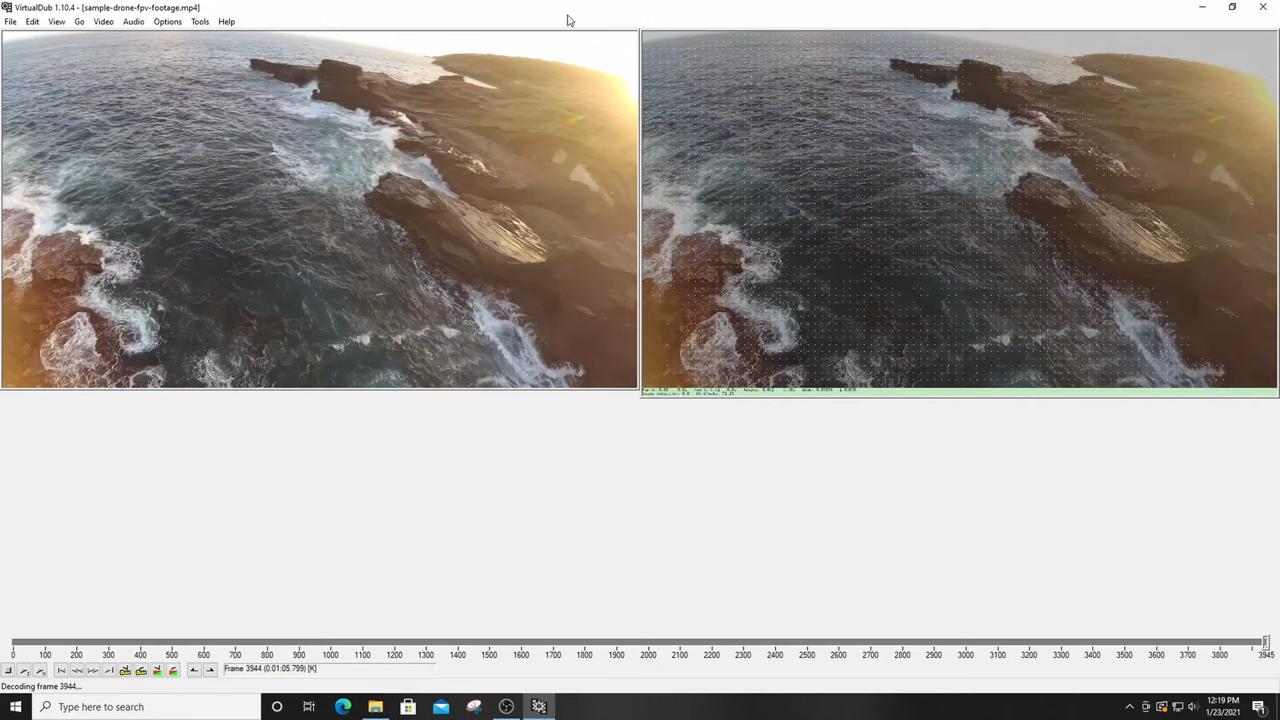 VirtualDub 1.10.4 - [sample-drone-fpv-footage.mp4]
File Edit View Go Video Audio Options Tools Help
0 100 200 300 400 500 600 700 800 900 1000 1100 1200 1300 1400 1500 1600 1700 1800 1900 2000 2100 2200 2300 2400 2500 2600 2700 2800 2900 3000 3100 3200 3300 3400 3500 3600 3700 3800 3945
Frame 3944 (0:01:05.799) [K]
Decoding frame 3944...
Type here to search
12:19 PM
1/23/2021
1